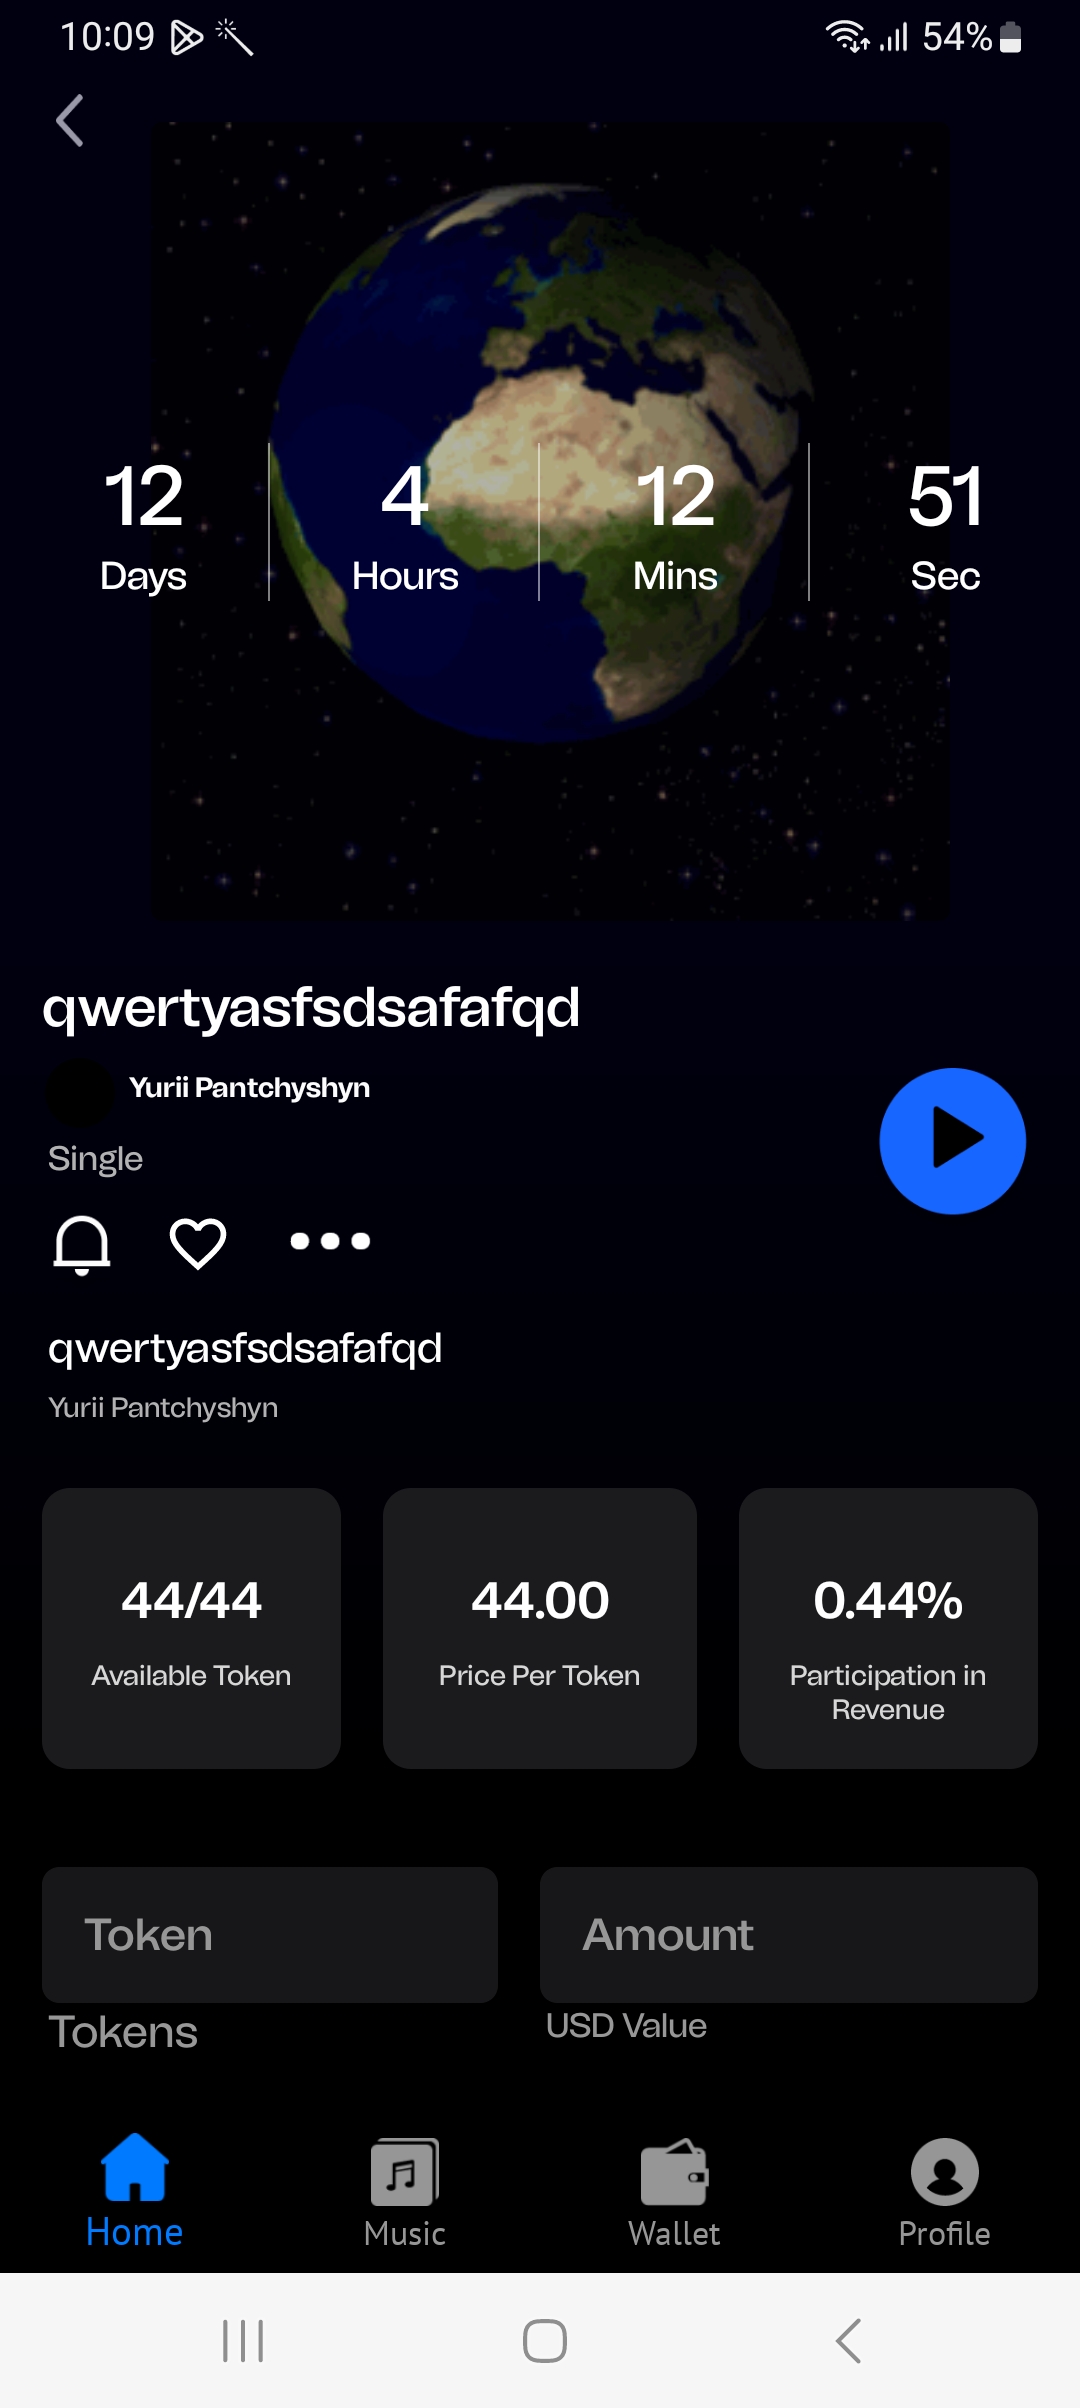 10:09 54%
12 4 12 51
Days Hours Mins Sec
qwertyasfsdsafafqd
Yurii Pantchyshyn
Single
qwertyasfsdsafafqd
Yurii Pantchyshyn
44/44 44.00 0.44%
Available Token Price Per Token Participation in
Revenue
Token Amount
Tokens USD Value
Home Music Wallet Profile